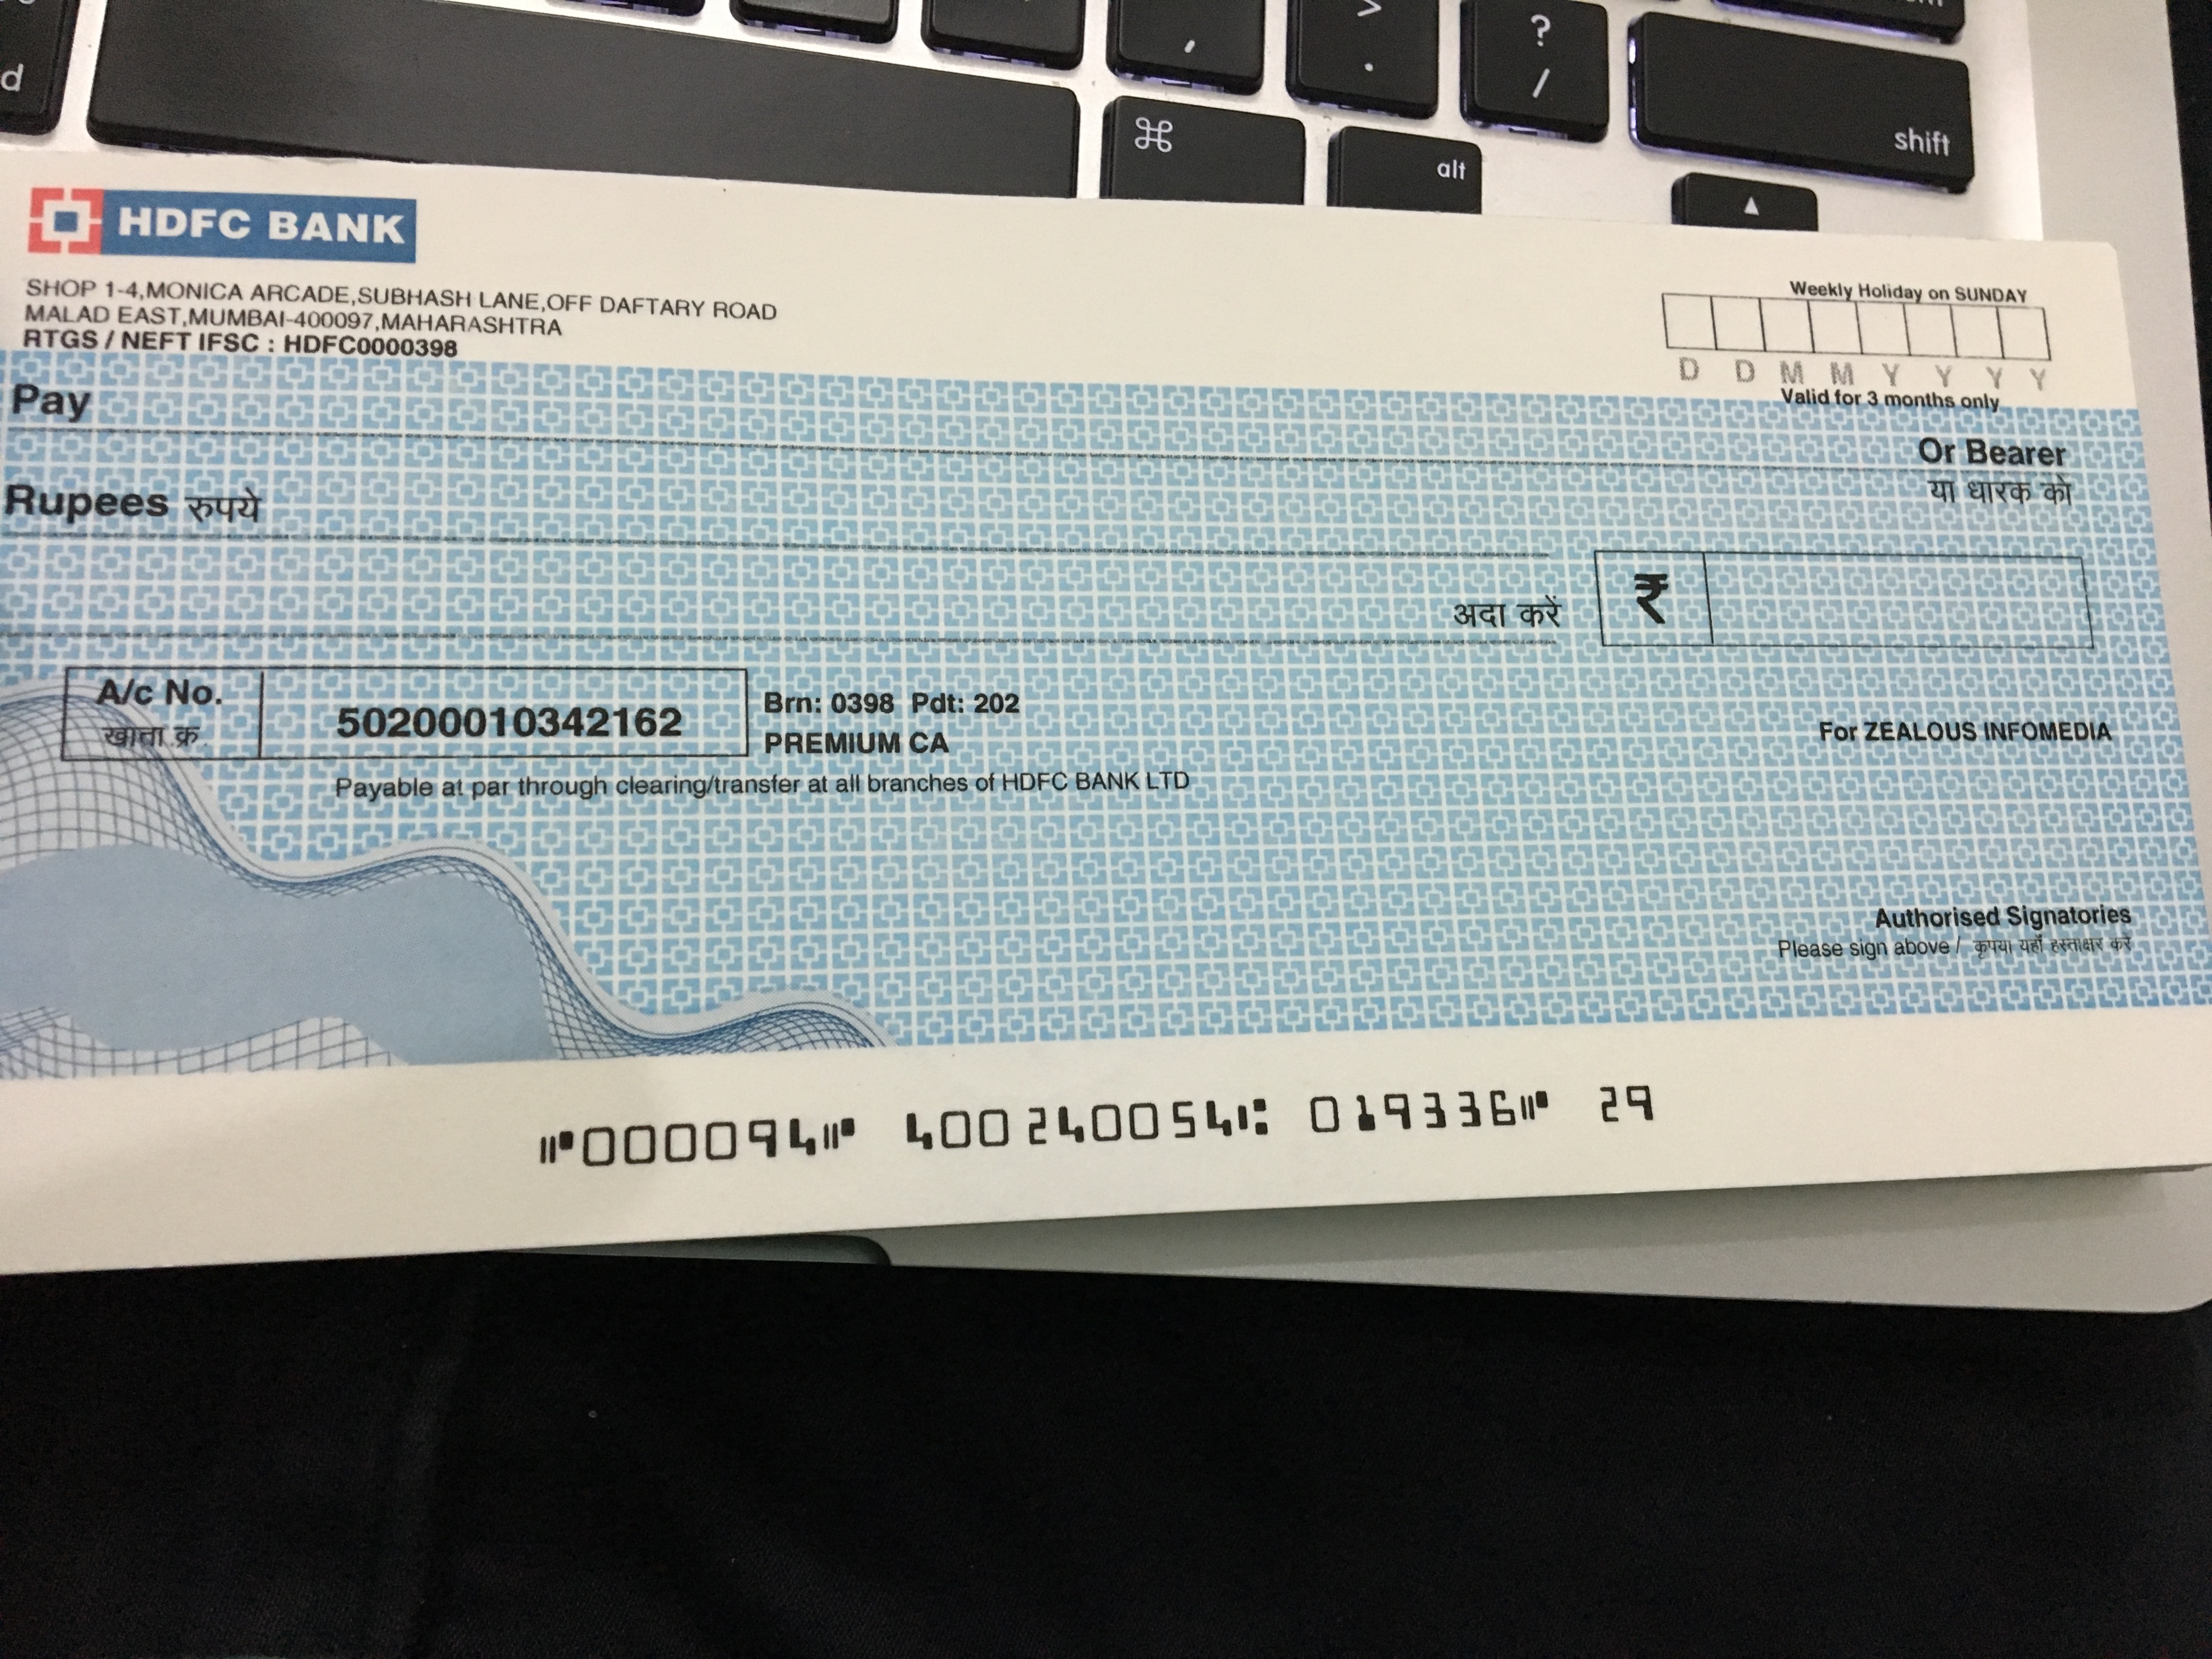 HDFC BANK
SHOP 1-4,MONICA ARCADE,SUBHASH LANE,OFF DAFTARY ROAD
MALAD EAST,MUMBAI-400097,MAHARASHTRA
RTGS / NEFT IFSC : HDFC0000398
Weekly Holiday on SUNDAY
D D M M Y Y Y Y
Valid for 3 months only
Pay
Or Bearer
या धारक को
Rupees रुपये
अदा करें
₹
A/c No.
खाता क्र.
50200010342162
Brn: 0398 Pdt: 202
PREMIUM CA
For ZEALOUS INFOMEDIA
Payable at par through clearing/transfer at all branches of HDFC BANK LTD
Authorised Signatories
Please sign above / कृपया यहाँ हस्ताक्षर करें
⑈000094⑈ 400240054⑆ 019336⑈ 29
d
⌘
,
alt
>
.
?
/
▲
shift